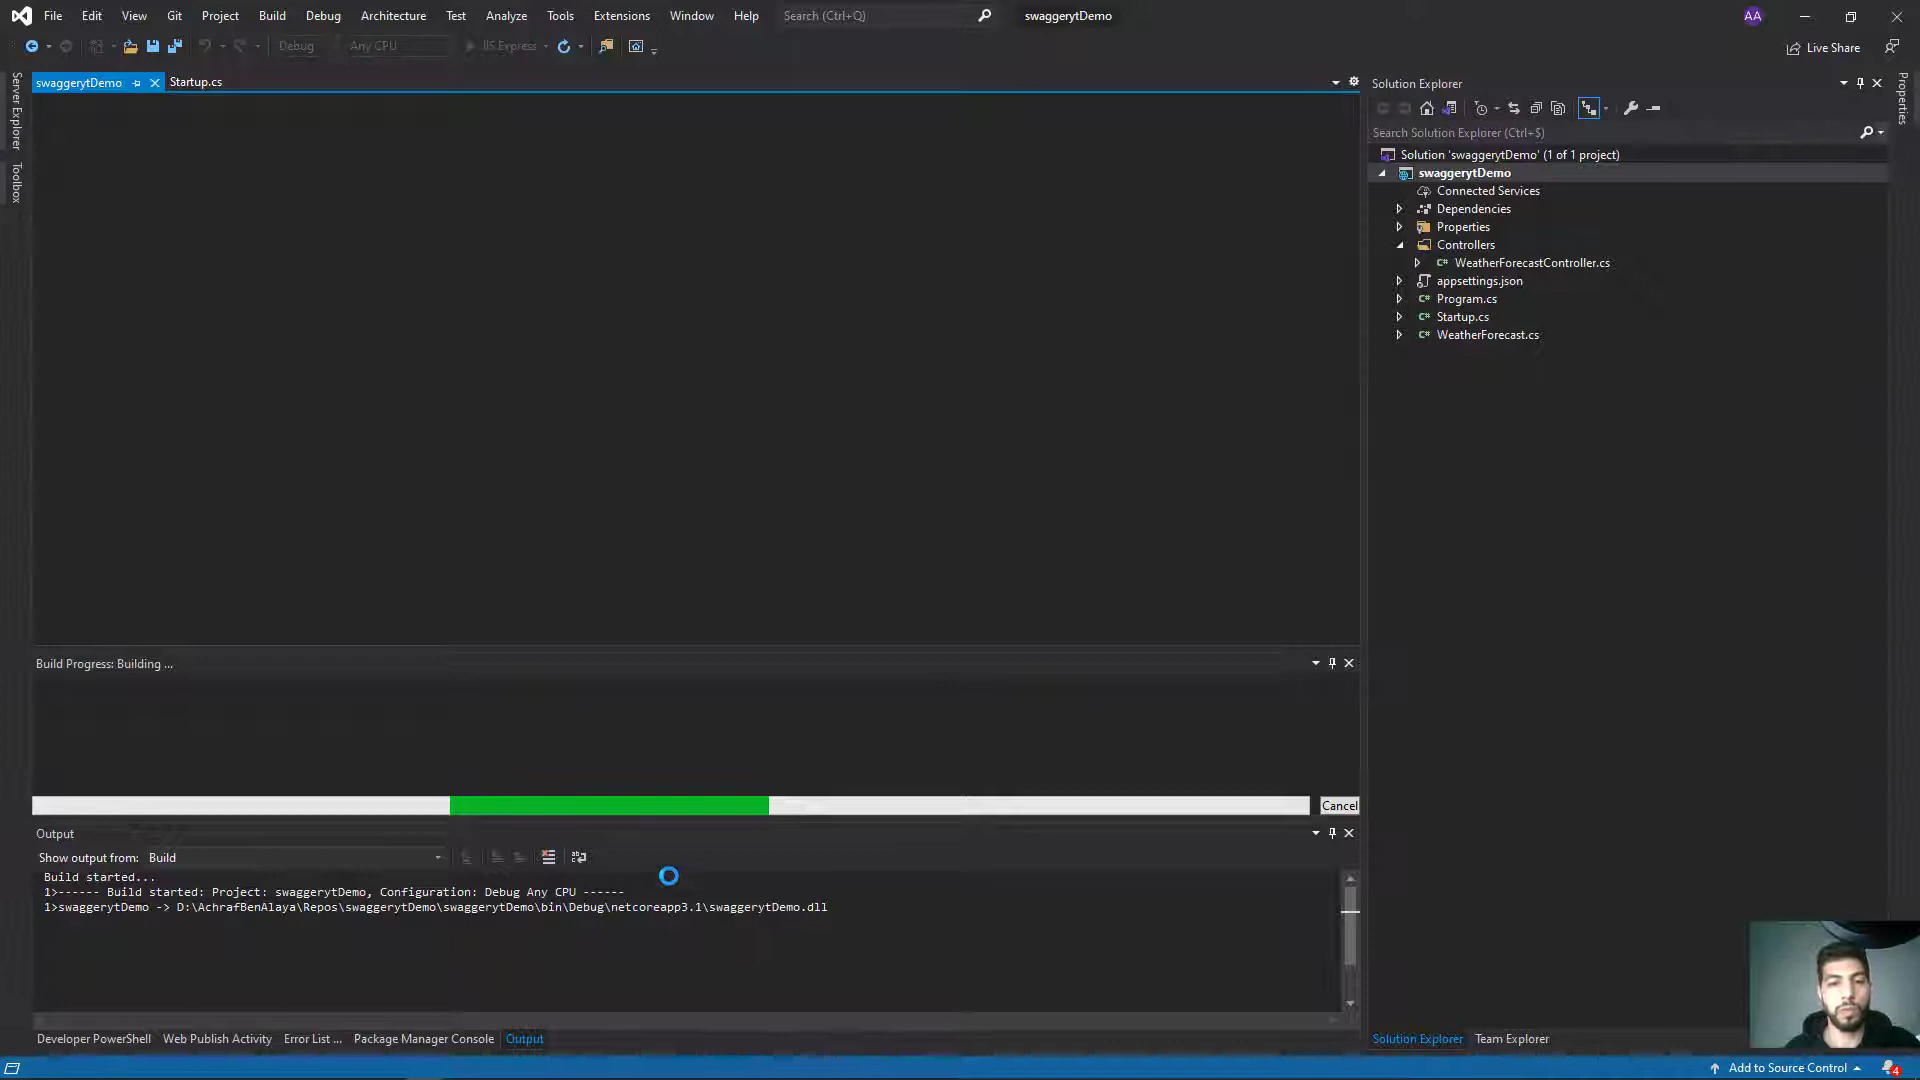 File Edit View Git Project Build Debug Architecture Test Analyze Tools Extensions Window Help Search (Ctrl+Q) swaggerytDemo AA
Debug Any CPU IIS Express Live Share
swaggerytDemo Startup.cs
Server Explorer
Toolbox
Solution Explorer
Search Solution Explorer (Ctrl+$)
Solution 'swaggerytDemo' (1 of 1 project)
swaggerytDemo
Connected Services
Dependencies
Properties
Controllers
C# WeatherForecastController.cs
appsettings.json
C# Program.cs
C# Startup.cs
C# WeatherForecast.cs
Properties
Build Progress: Building ...
Cancel
Output
Show output from: Build
Build started...
1>------ Build started: Project: swaggerytDemo, Configuration: Debug Any CPU ------
1>swaggerytDemo -> D:\AchrafBenAlaya\Repos\swaggerytDemo\swaggerytDemo\bin\Debug\netcoreapp3.1\swaggerytDemo.dll
Developer PowerShell Web Publish Activity Error List ... Package Manager Console Output
Solution Explorer Team Explorer
Add to Source Control 4